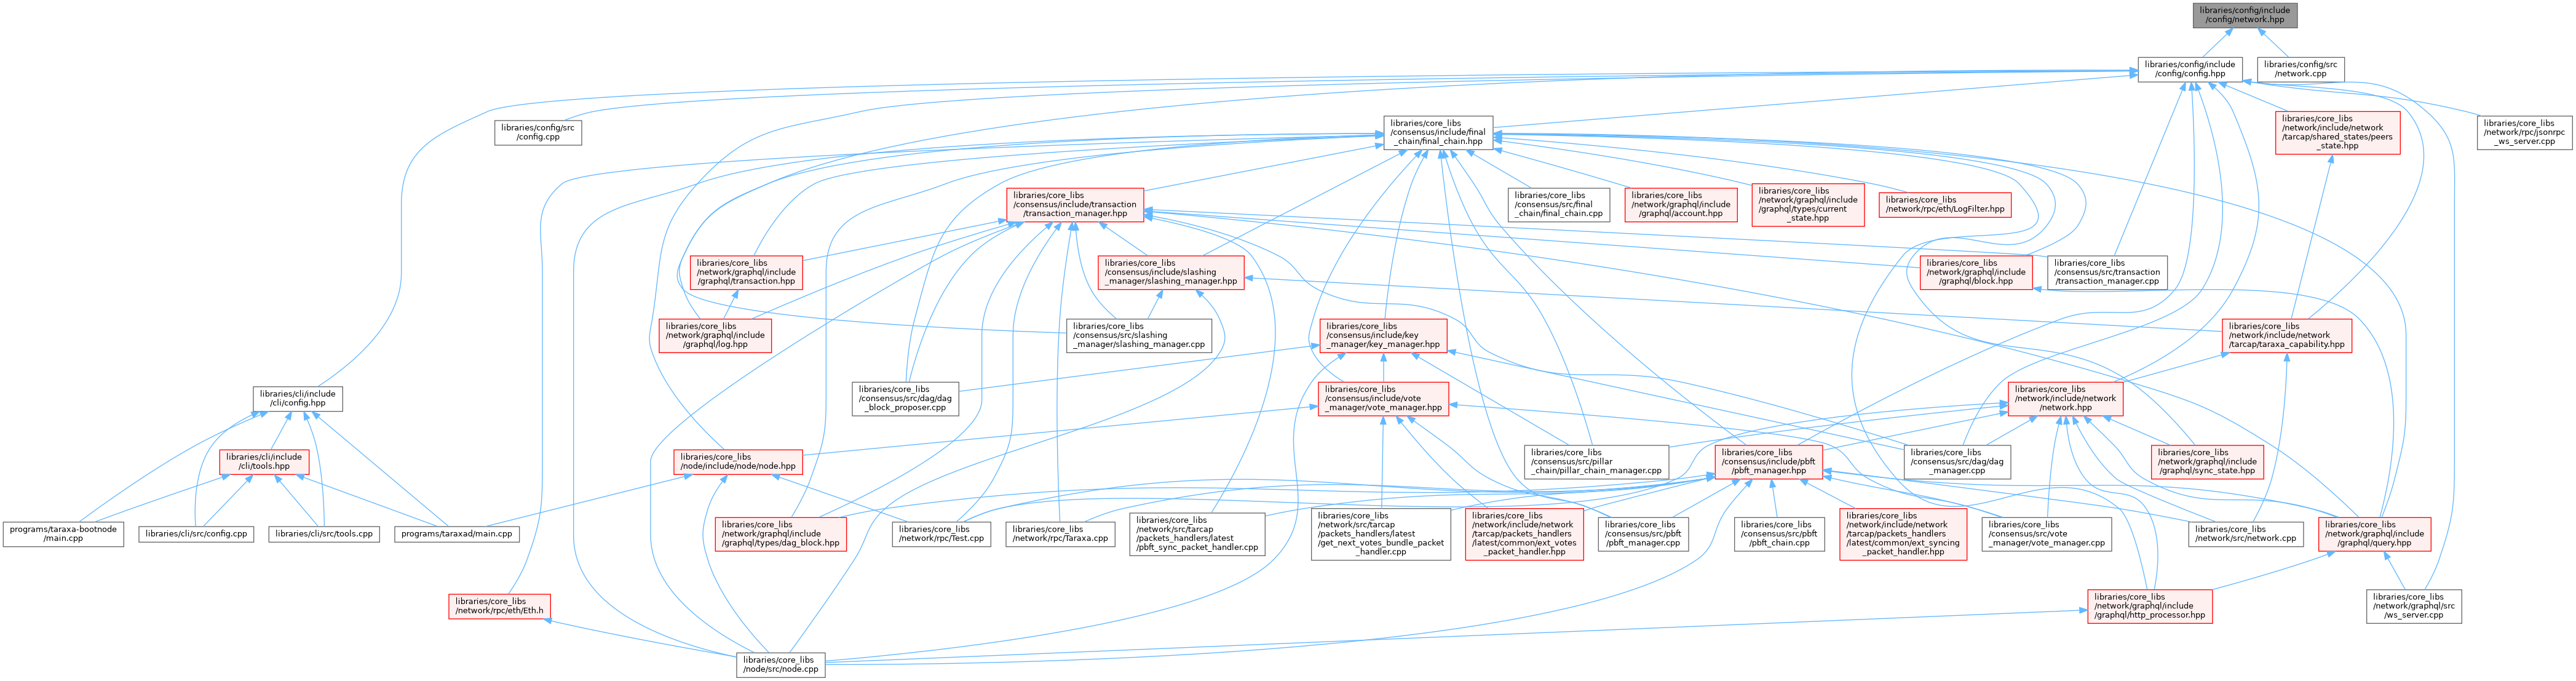 libraries/config/include
/config/network.hpp
libraries/config/include
/config/config.hpp
libraries/config/src
/network.cpp
libraries/config/src
/config.cpp
libraries/core_libs
/consensus/include/final
_chain/final_chain.hpp
libraries/core_libs
/network/include/network
/tarcap/shared_states/peers
_state.hpp
libraries/core_libs
/network/rpc/jsonrpc
_ws_server.cpp
libraries/core_libs
/consensus/include/transaction
/transaction_manager.hpp
libraries/core_libs
/consensus/src/final
_chain/final_chain.cpp
libraries/core_libs
/network/graphql/include
/graphql/account.hpp
libraries/core_libs
/network/graphql/include
/graphql/types/current
_state.hpp
libraries/core_libs
/network/rpc/eth/LogFilter.hpp
libraries/core_libs
/network/graphql/include
/graphql/transaction.hpp
libraries/core_libs
/consensus/include/slashing
_manager/slashing_manager.hpp
libraries/core_libs
/network/graphql/include
/graphql/block.hpp
libraries/core_libs
/consensus/src/transaction
/transaction_manager.cpp
libraries/core_libs
/network/graphql/include
/graphql/log.hpp
libraries/core_libs
/consensus/src/slashing
_manager/slashing_manager.cpp
libraries/core_libs
/consensus/include/key
_manager/key_manager.hpp
libraries/core_libs
/network/include/network
/tarcap/taraxa_capability.hpp
libraries/cli/include
/cli/config.hpp
libraries/core_libs
/consensus/src/dag/dag
_block_proposer.cpp
libraries/core_libs
/consensus/include/vote
_manager/vote_manager.hpp
libraries/core_libs
/network/include/network
/network.hpp
libraries/cli/include
/cli/tools.hpp
libraries/core_libs
/node/include/node/node.hpp
libraries/core_libs
/consensus/src/pillar
_chain/pillar_chain_manager.cpp
libraries/core_libs
/consensus/include/pbft
/pbft_manager.hpp
libraries/core_libs
/consensus/src/dag/dag
_manager.cpp
libraries/core_libs
/network/graphql/include
/graphql/sync_state.hpp
programs/taraxa-bootnode
/main.cpp
libraries/cli/src/config.cpp
libraries/cli/src/tools.cpp
programs/taraxad/main.cpp
libraries/core_libs
/network/graphql/include
/graphql/types/dag_block.hpp
libraries/core_libs
/network/rpc/Test.cpp
libraries/core_libs
/network/rpc/Taraxa.cpp
libraries/core_libs
/network/src/tarcap
/packets_handlers/latest
/pbft_sync_packet_handler.cpp
libraries/core_libs
/network/src/tarcap
/packets_handlers/latest
/get_next_votes_bundle_packet
_handler.cpp
libraries/core_libs
/network/include/network
/tarcap/packets_handlers
/latest/common/ext_votes
_packet_handler.hpp
libraries/core_libs
/consensus/src/pbft
/pbft_manager.cpp
libraries/core_libs
/consensus/src/pbft
/pbft_chain.cpp
libraries/core_libs
/network/include/network
/tarcap/packets_handlers
/latest/common/ext_syncing
_packet_handler.hpp
libraries/core_libs
/consensus/src/vote
_manager/vote_manager.cpp
libraries/core_libs
/network/src/network.cpp
libraries/core_libs
/network/graphql/include
/graphql/query.hpp
libraries/core_libs
/network/rpc/eth/Eth.h
libraries/core_libs
/network/graphql/include
/graphql/http_processor.hpp
libraries/core_libs
/network/graphql/src
/ws_server.cpp
libraries/core_libs
/node/src/node.cpp